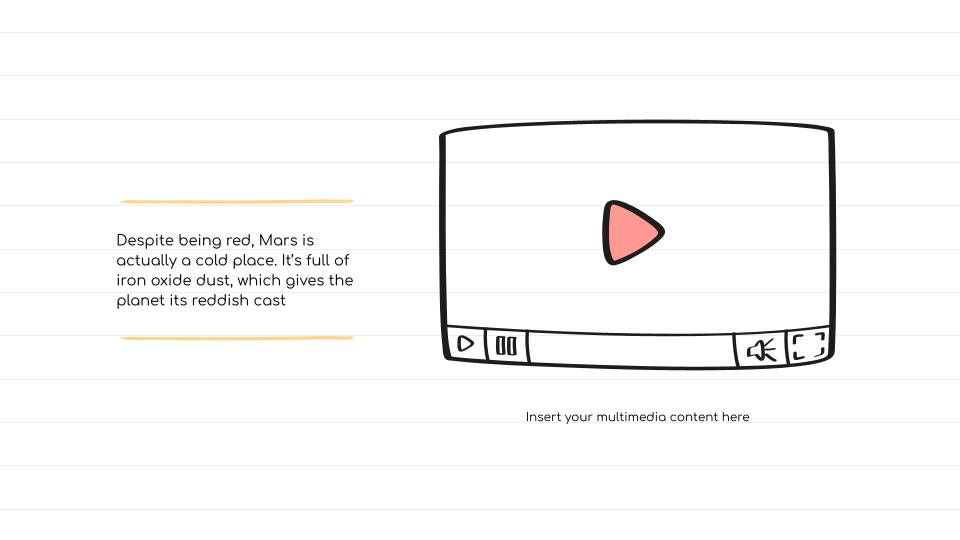 Despite being red, Mars is
actually a cold place. It’s full of
iron oxide dust, which gives the
planet its reddish cast
Insert your multimedia content here